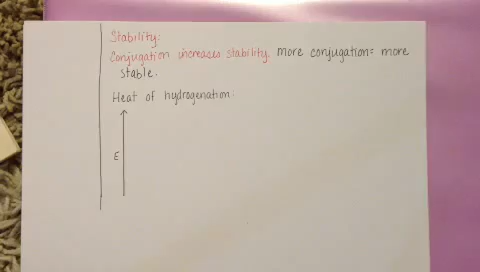 Stability:
Conjugation increases stability. more conjugation = more
stable.
Heat of hydrogenation.
E